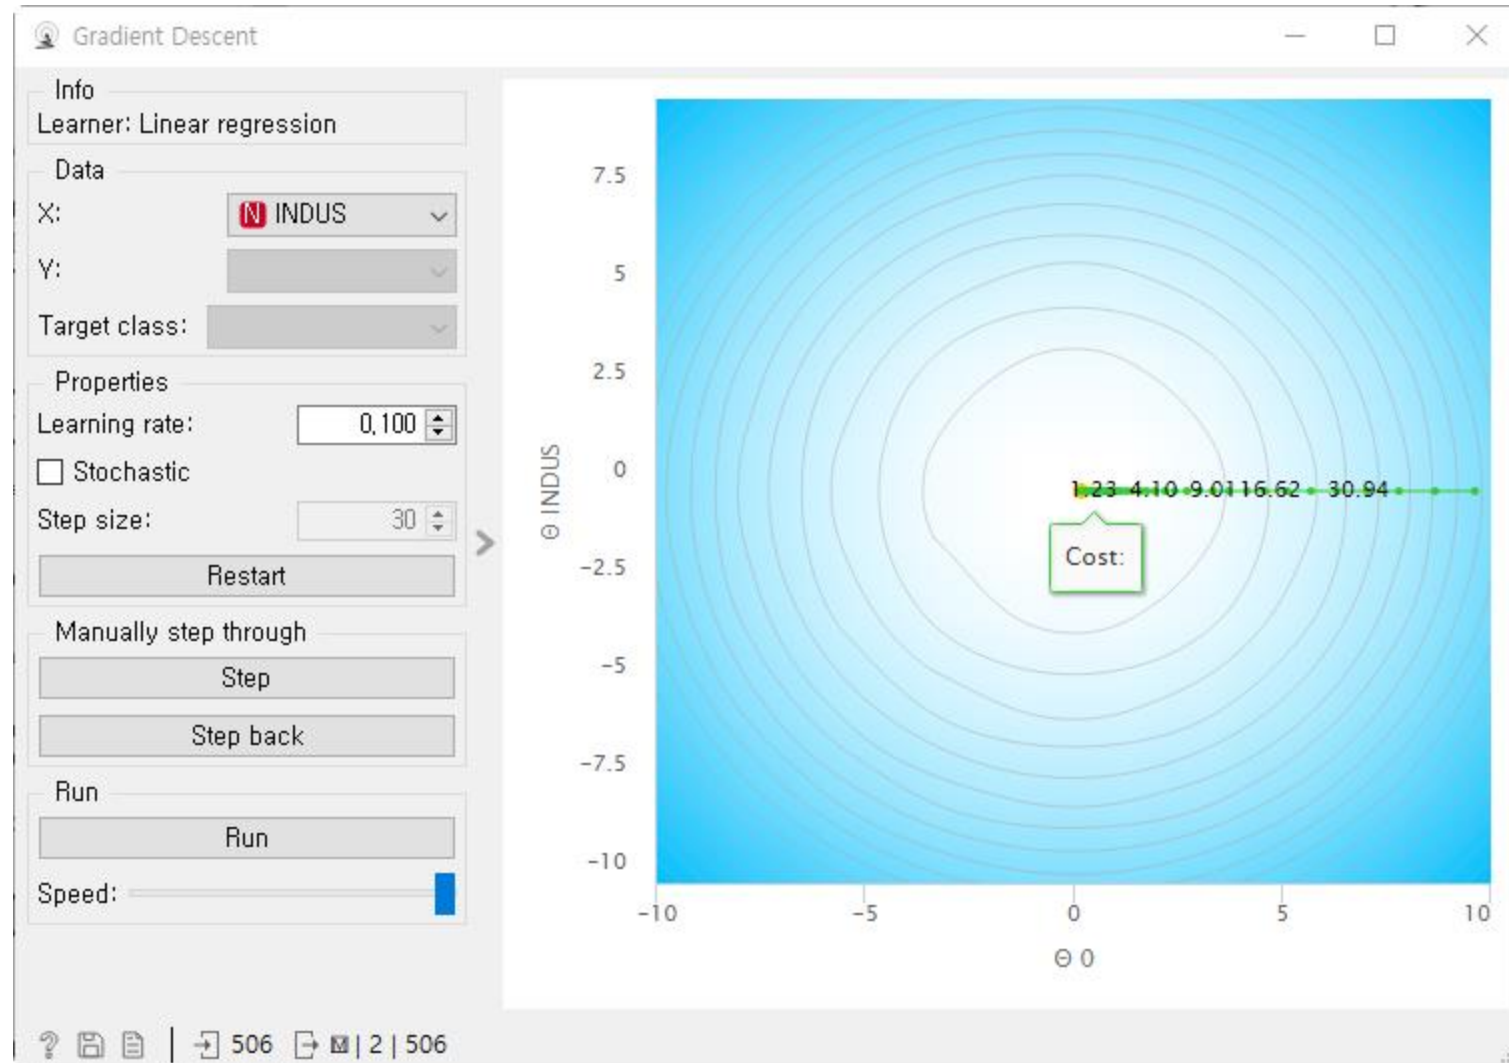 Gradient Descent
Info
Learner: Linear regression
Data
X:
N INDUS
Y:
Target class:
Properties
Learning rate:
0,100
Stochastic
Step size:
30
Restart
Manually step through
Step
Step back
Run
Run
Speed:
7.5
5
2.5
0
-2.5
-5
-7.5
-10
Θ INDUS
1.23 4.10 9.01 16.62 30.94
Cost:
-10 -5 0 5 10
Θ 0
? 506 M | 2 | 506